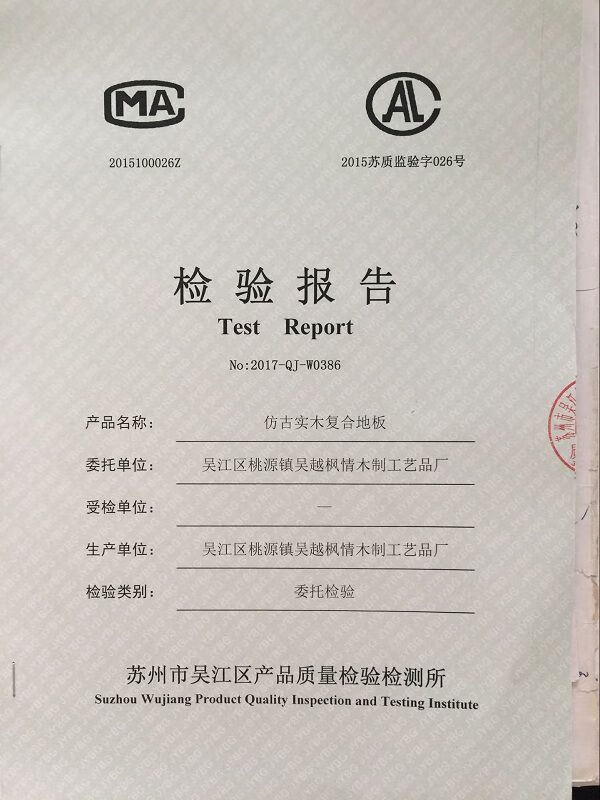 CMA
CAL
2015100026Z
2015苏质监验字026号
检验报告
Test Report
No:2017-QJ-W0386
产品名称: 仿古实木复合地板
委托单位: 吴江区桃源镇吴越枫情木制工艺品厂
受检单位: —
生产单位: 吴江区桃源镇吴越枫情木制工艺品厂
检验类别: 委托检验
苏州市吴江区产品质量检验检测所
Suzhou Wujiang Product Quality Inspection and Testing Institute
苏州市吴